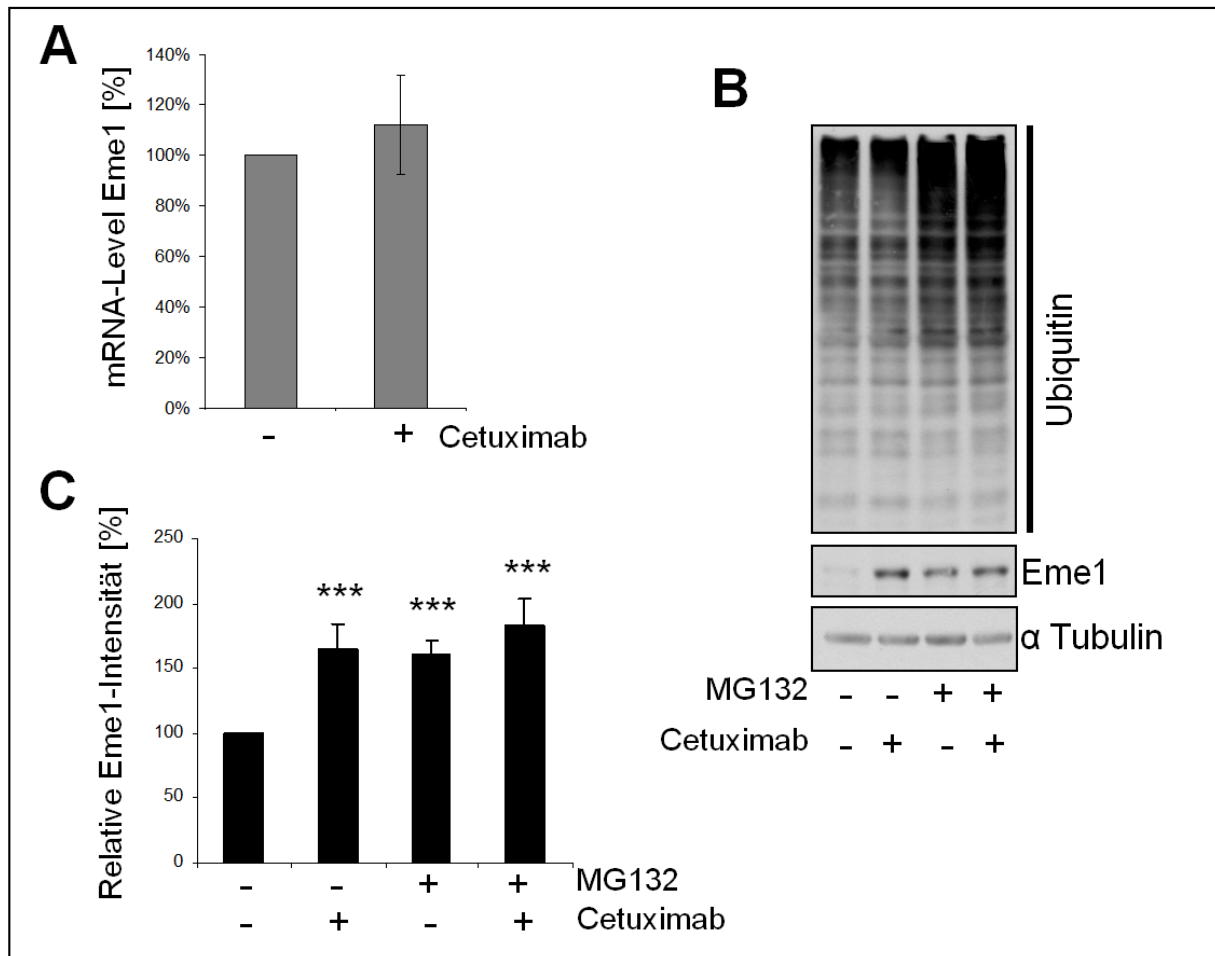 A
mRNA-Level Eme1 [%]
140%
120%
100%
80%
60%
40%
20%
0%
- + Cetuximab
B
Ubiquitin
Eme1
α Tubulin
MG132 - - + +
Cetuximab - + - +
C
Relative Eme1-Intensität [%]
250
200
150
100
50
0
*** *** ***
- - + + MG132
- + - + Cetuximab